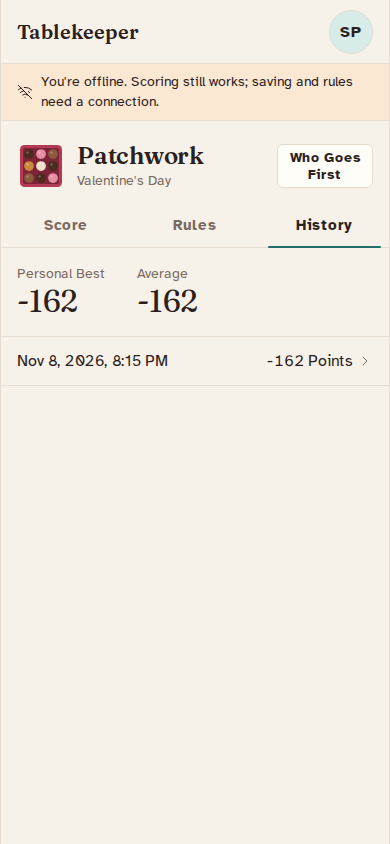 Tablekeeper
SP
You're offline. Scoring still works; saving and rules
need a connection.
Patchwork
Valentine's Day
Who Goes
First
Score
Rules
History
Personal Best
Average
-162
-162
Nov 8, 2026, 8:15 PM
-162 Points